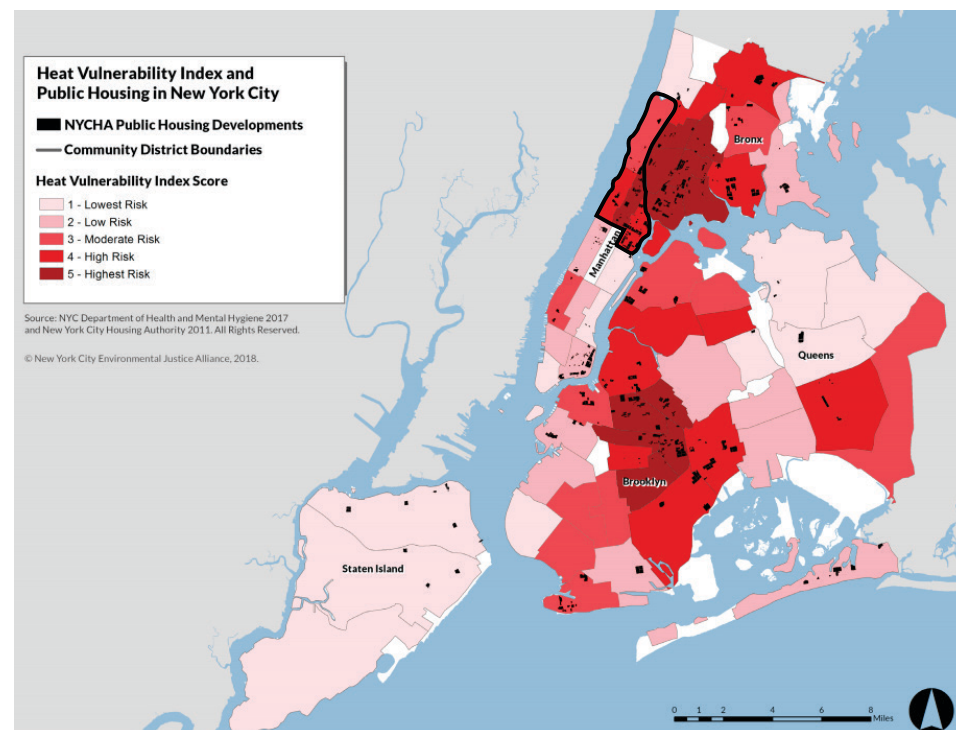 Heat Vulnerability Index and
Public Housing in New York City
NYCHA Public Housing Developments
Community District Boundaries
Heat Vulnerability Index Score
1 - Lowest Risk
2 - Low Risk
3 - Moderate Risk
4 - High Risk
5 - Highest Risk
Source: NYC Department of Health and Mental Hygiene 2017
and New York City Housing Authority 2011. All Rights Reserved.
© New York City Environmental Justice Alliance, 2018.
Bronx
Manhattan
Queens
Brooklyn
Staten Island
0 1 2 4 6 8
Miles